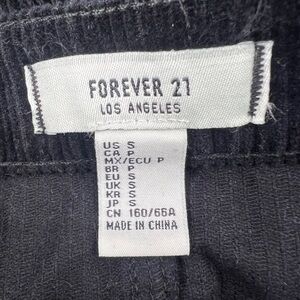 FOREVER 21
LOS ANGELES
US S
CA P
MX/ECU P
BR P
EU S
UK S
KR S
JP S
CN 160/66A
MADE IN CHINA